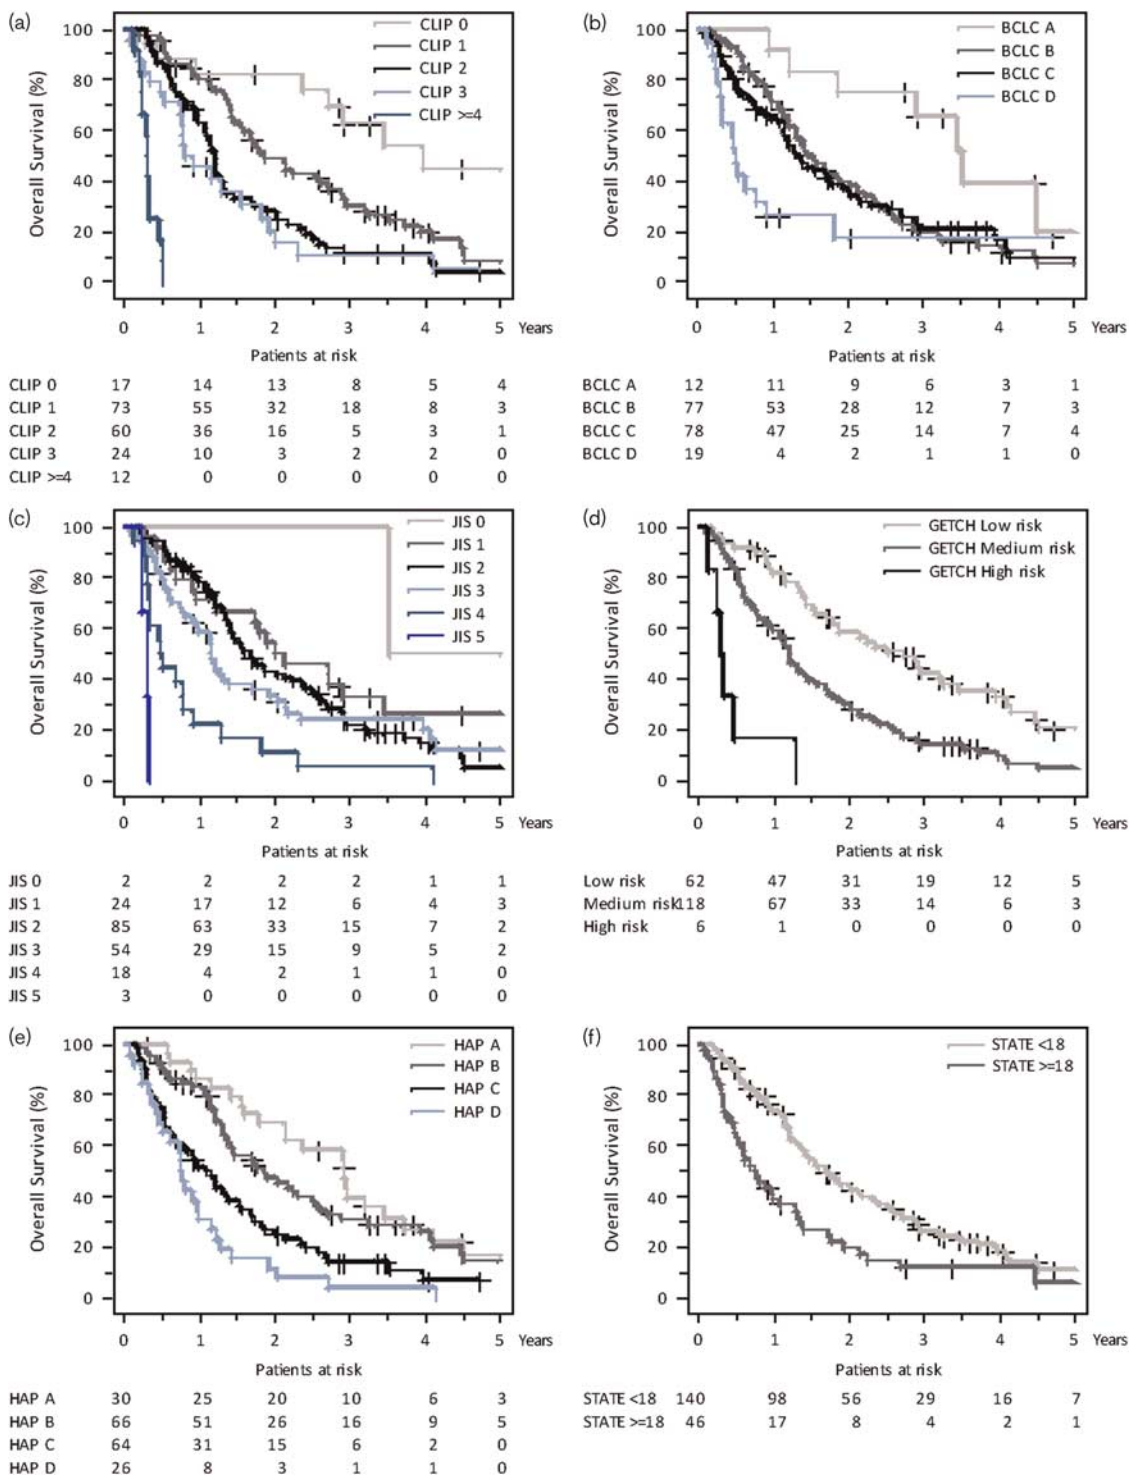 (a)
Overall Survival (%)
100
80
60
40
20
0
CLIP 0
CLIP 1
CLIP 2
CLIP 3
CLIP >=4
0 1 2 3 4 5 Years
Patients at risk
CLIP 0 17 14 13 8 5 4
CLIP 1 73 55 32 18 8 3
CLIP 2 60 36 16 5 3 1
CLIP 3 24 10 3 2 2 0
CLIP >=4 12 0 0 0 0 0
(b)
Overall Survival (%)
100
80
60
40
20
0
BCLC A
BCLC B
BCLC C
BCLC D
0 1 2 3 4 5 Years
Patients at risk
BCLC A 12 11 9 6 3 1
BCLC B 77 53 28 12 7 3
BCLC C 78 47 25 14 7 4
BCLC D 19 4 2 1 1 0
(c)
Overall Survival (%)
100
80
60
40
20
0
JIS 0
JIS 1
JIS 2
JIS 3
JIS 4
JIS 5
0 1 2 3 4 5 Years
Patients at risk
JIS 0 2 2 2 2 1 1
JIS 1 24 17 12 6 4 3
JIS 2 85 63 33 15 7 2
JIS 3 54 29 15 9 5 2
JIS 4 18 4 2 1 1 0
JIS 5 3 0 0 0 0 0
(d)
Overall Survival (%)
100
80
60
40
20
0
GETCH Low risk
GETCH Medium risk
GETCH High risk
0 1 2 3 4 5 Years
Patients at risk
Low risk 62 47 31 19 12 5
Medium risk118 67 33 14 6 3
High risk 6 1 0 0 0 0
(e)
Overall Survival (%)
100
80
60
40
20
0
HAP A
HAP B
HAP C
HAP D
0 1 2 3 4 5 Years
Patients at risk
HAP A 30 25 20 10 6 3
HAP B 66 51 26 16 9 5
HAP C 64 31 15 6 2 0
HAP D 26 8 3 1 1 0
(f)
Overall Survival (%)
100
80
60
40
20
0
STATE <18
STATE >=18
0 1 2 3 4 5 Years
Patients at risk
STATE <18 140 98 56 29 16 7
STATE >=18 46 17 8 4 2 1